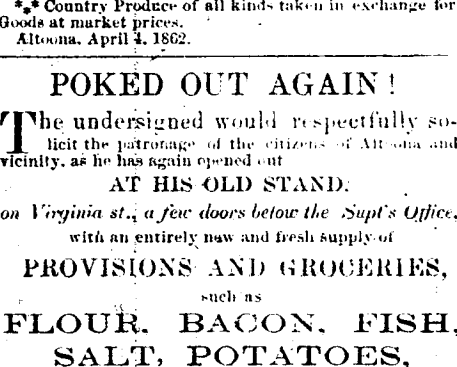 *** Country Produce of all kinds taken in exchange for
Goods at market prices.
Altoona, April 4, 1862.
POKED OUT AGAIN!
The undersigned would respectfully so-
licit the patronage of the citizens of Altoona and
vicinity, as he has again opened out
AT HIS OLD STAND,
on Virginia st., a few doors below the Sup't's Office,
with an entirely new and fresh supply of
PROVISIONS AND GROCERIES,
such as
FLOUR, BACON, FISH,
SALT, POTATOES,